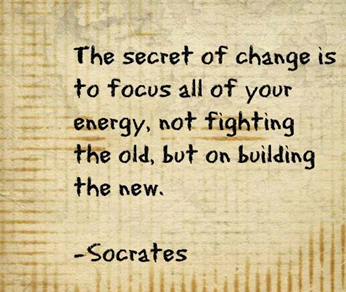 The secret of change is
to focus all of your
energy, not fighting
the old, but on building
the new.
-Socrates